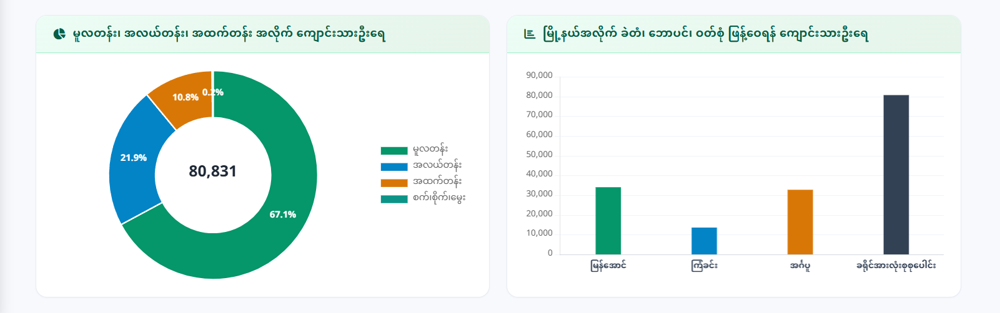 မူလတန်း၊ အလယ်တန်း၊ အထက်တန်း အလိုက် ကျောင်းသားဦးရေ
10.8%
0.2%
21.9%
80,831
67.1%
မူလတန်း
အလယ်တန်း
အထက်တန်း
စက်၊စိုက်၊မွေး
မြို့နယ်အလိုက် ခဲတံ၊ ဘောပင်၊ ဝတ်စုံ ဖြန့်ဝေရန် ကျောင်းသားဦးရေ
90,000
80,000
70,000
60,000
50,000
40,000
30,000
20,000
10,000
0
မြန်အောင်
ကြံခင်း
အင်္ဂပူ
ခရိုင်အားလုံးစုစုပေါင်း